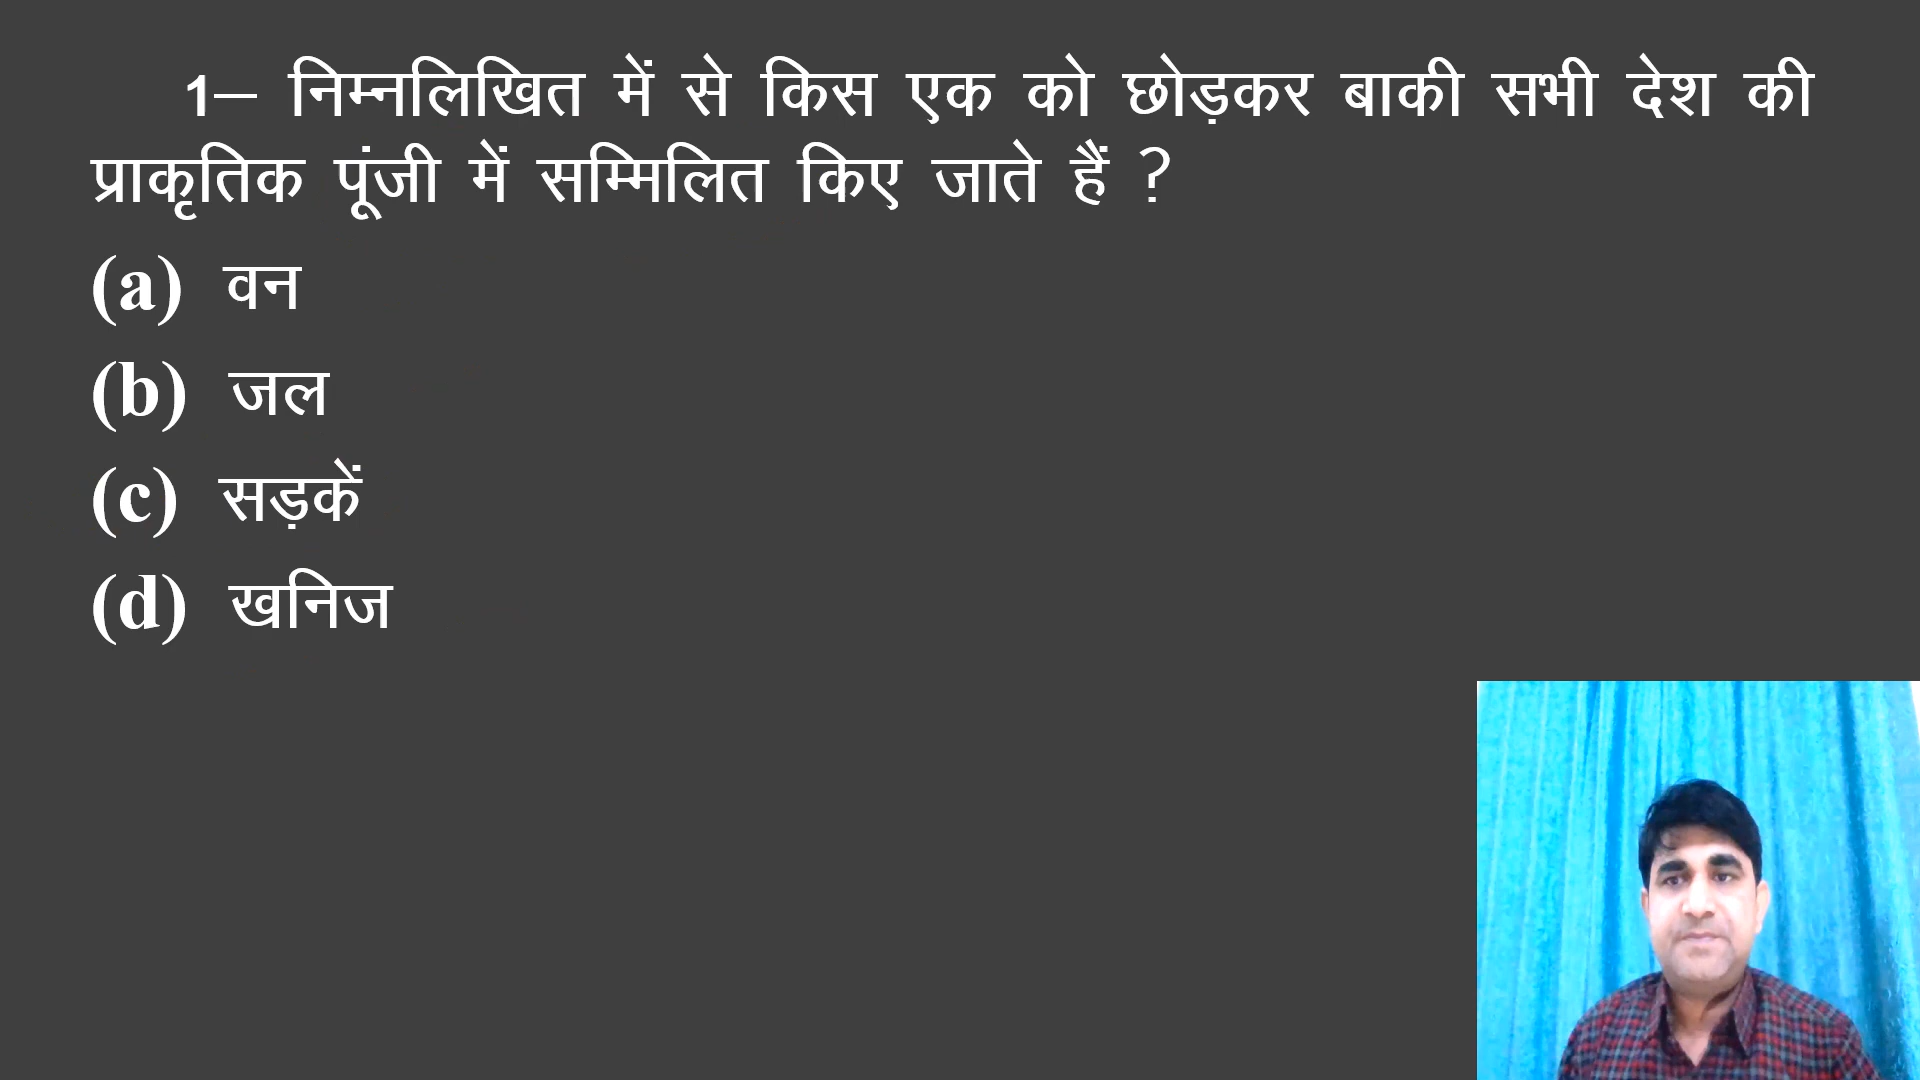 1– निम्नलिखित में से किस एक को छोड़कर बाकी सभी देश की
प्राकृतिक पूंजी में सम्मिलित किए जाते हैं ?
(a) वन
(b) जल
(c) सड़कें
(d) खनिज